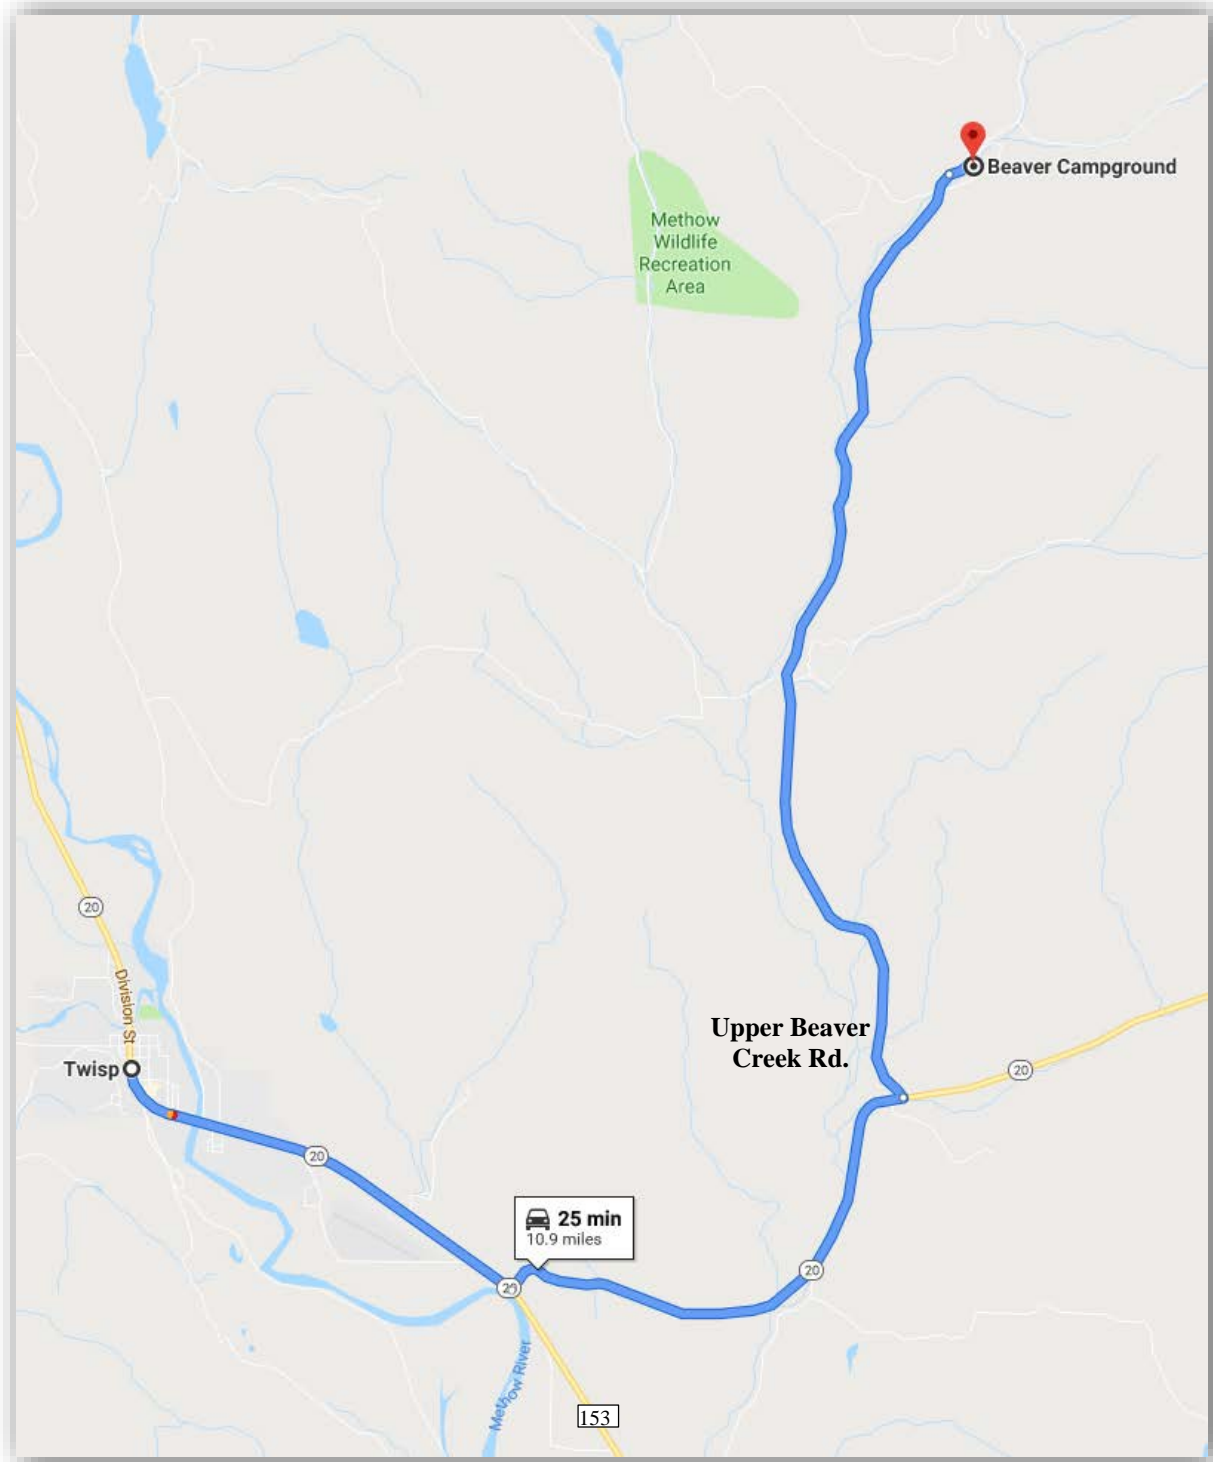 Beaver Campground
Methow
Wildlife
Recreation
Area
20
Division St
Upper Beaver
Creek Rd.
Twisp
20
20
25 min
10.9 miles
20
20
Methow River
153